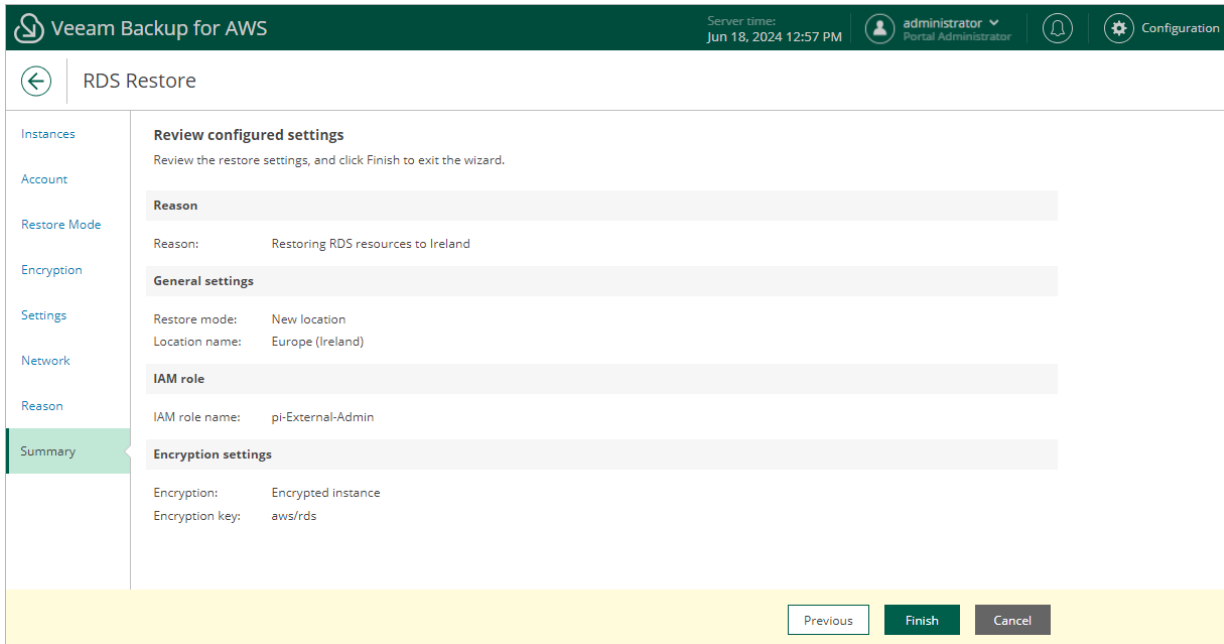 Veeam Backup for AWS
Server time:
Jun 18, 2024 12:57 PM
administrator
Portal Administrator
Configuration
RDS Restore
Instances
Account
Restore Mode
Encryption
Settings
Network
Reason
Summary
Review configured settings
Review the restore settings, and click Finish to exit the wizard.
Reason
Reason: Restoring RDS resources to Ireland
General settings
Restore mode: New location
Location name: Europe (Ireland)
IAM role
IAM role name: pi-External-Admin
Encryption settings
Encryption: Encrypted instance
Encryption key: aws/rds
Previous Finish Cancel